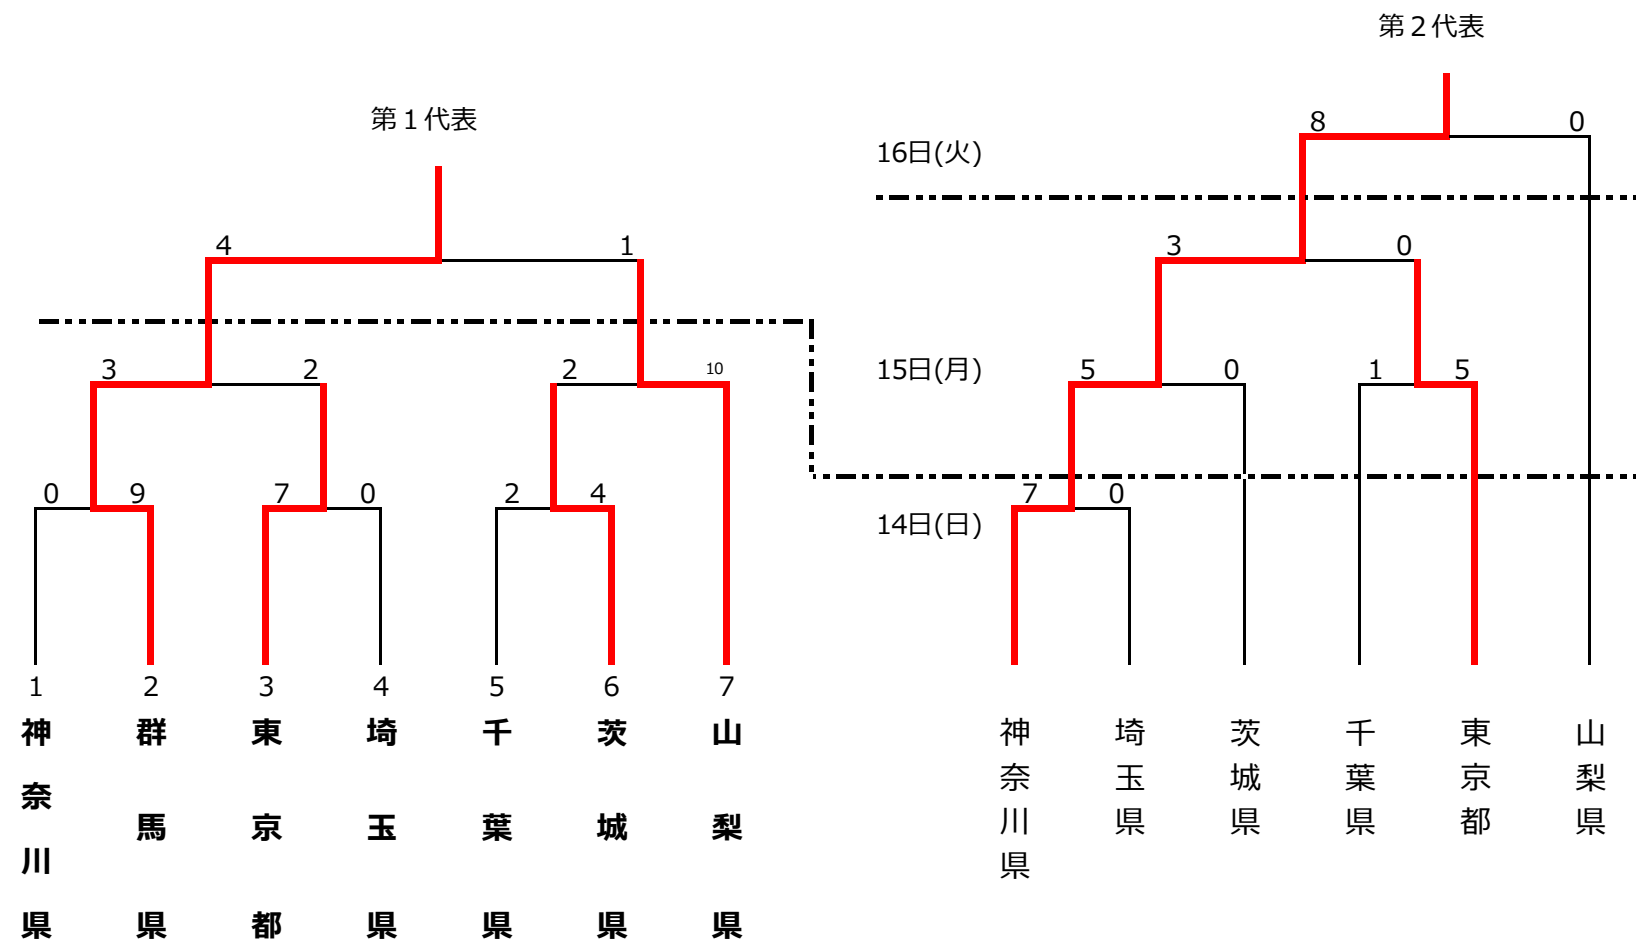 第２代表
第１代表
8 0
16日(火)
4 1
3 0
3 2 2 10
15日(月)
5 0 1 5
0 9 7 0 2 4
7 0
14日(日)
1 2 3 4 5 6 7
神奈川県
群馬県
東京都
埼玉県
千葉県
茨城県
山梨県
神奈川県
埼玉県
茨城県
千葉県
東京都
山梨県